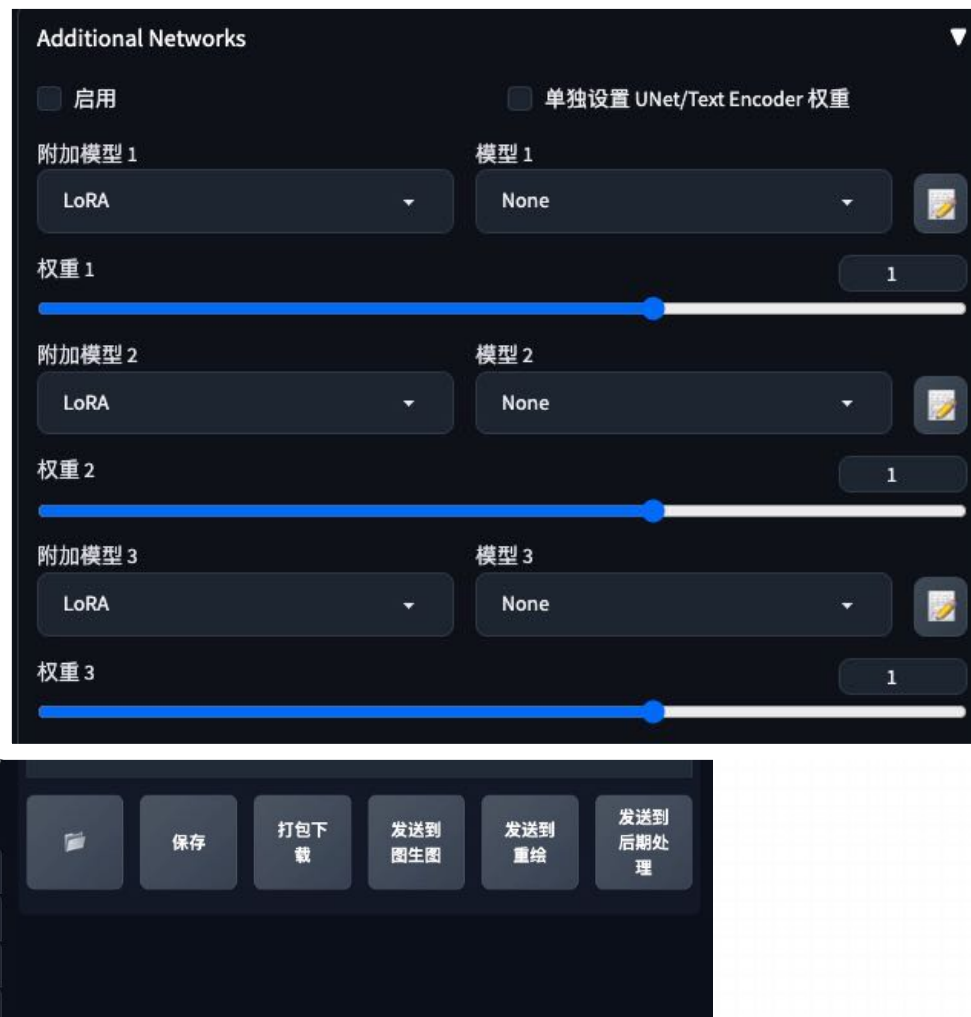 Additional Networks
启用
单独设置 UNet/Text Encoder 权重
附加模型 1
模型 1
LoRA
None
权重 1
1
附加模型 2
模型 2
LoRA
None
权重 2
1
附加模型 3
模型 3
LoRA
None
权重 3
1
保存
打包下
载
发送到
图生图
发送到
重绘
发送到
后期处
理